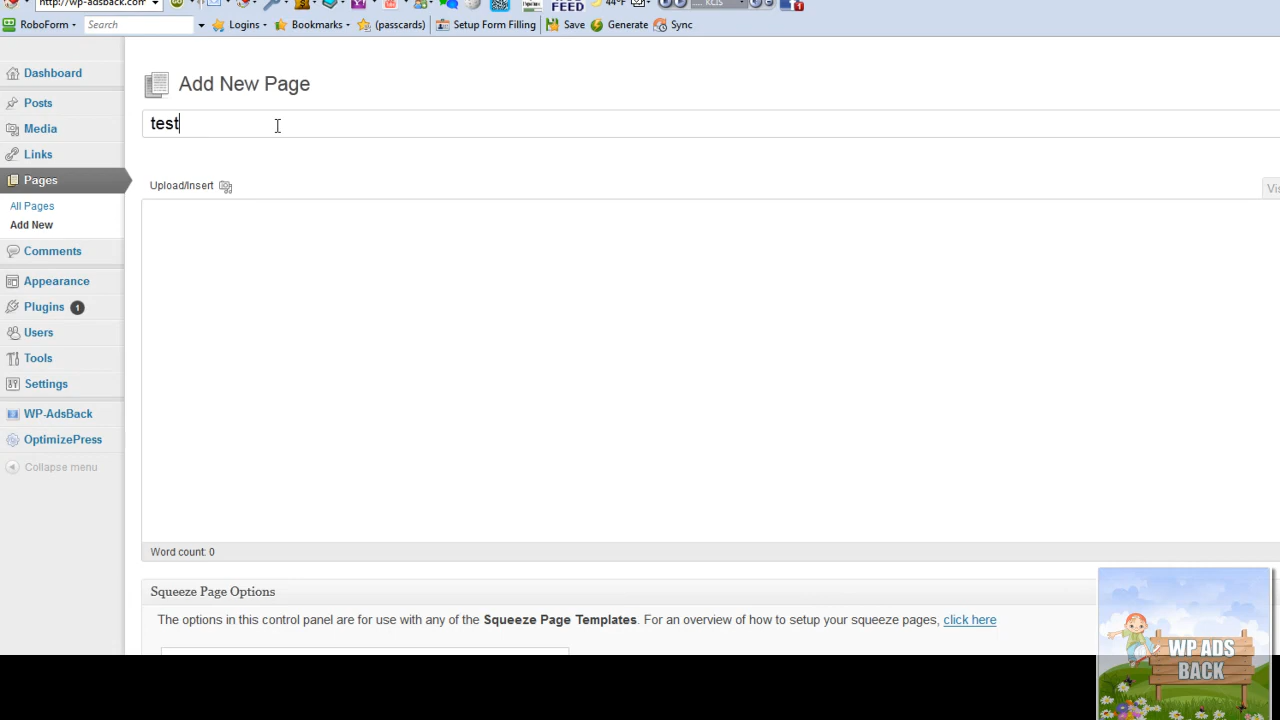 http://wp-adsback.com
FEED
44°F
KCIS
1
RoboForm
Search
Logins
Bookmarks
(passcards)
Setup Form Filling
Save
Generate
Sync
Dashboard
Posts
Media
Links
Pages
All Pages
Add New
Comments
Appearance
Plugins 1
Users
Tools
Settings
WP-AdsBack
OptimizePress
Collapse menu
Add New Page
test
Upload/Insert
Vis
Word count: 0
Squeeze Page Options
The options in this control panel are for use with any of the Squeeze Page Templates. For an overview of how to setup your squeeze pages, click here
WP ADS
BACK